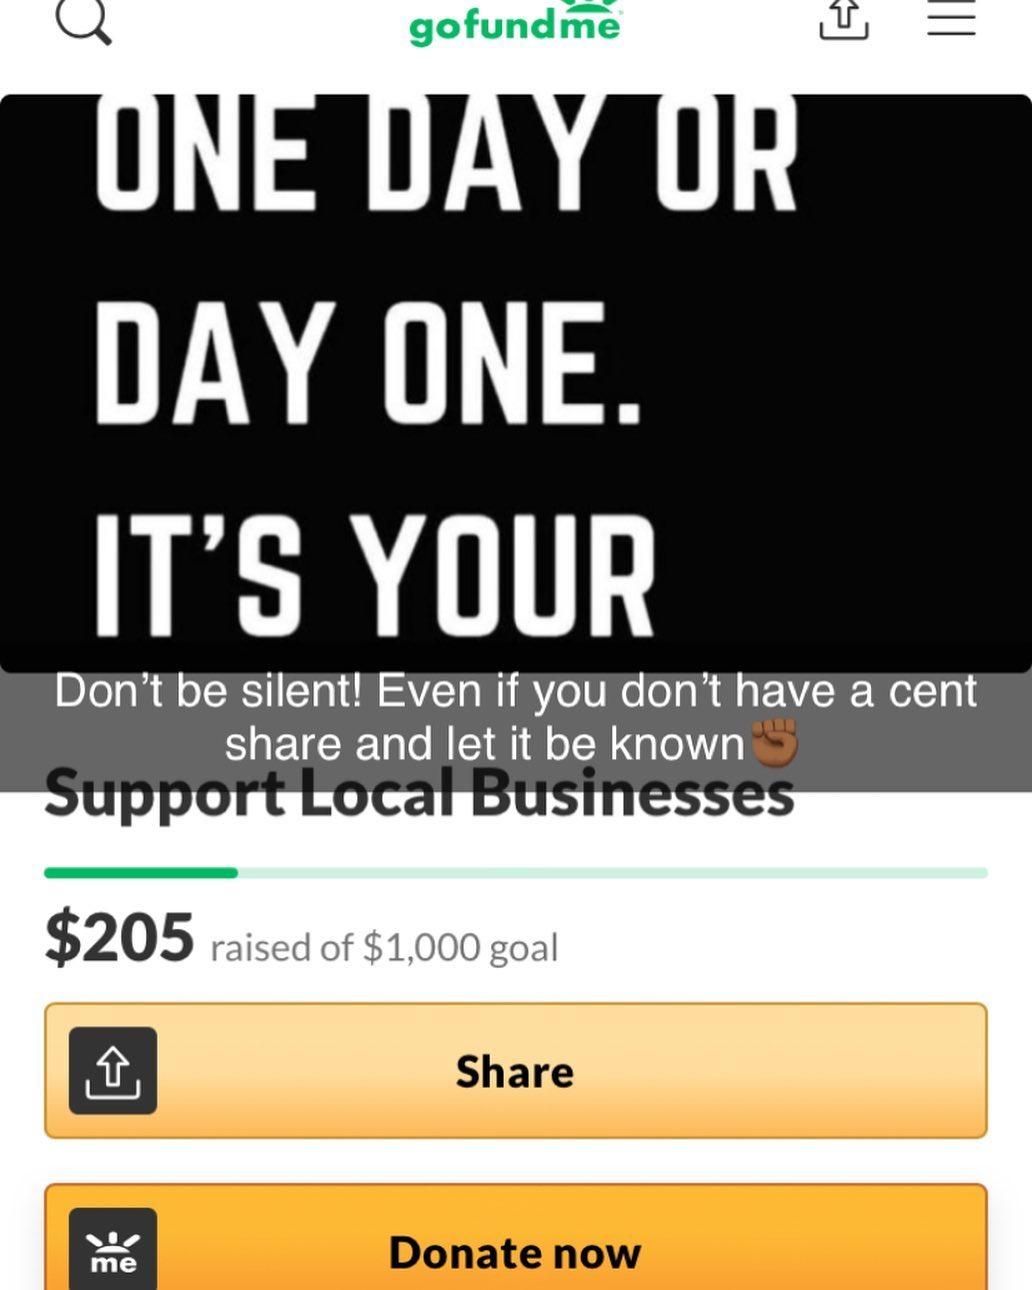 gofundme
ONE DAY OR
DAY ONE.
IT'S YOUR
Don't be silent! Even if you don't have a cent
share and let it be known✊🏾
Support Local Businesses
$205 raised of $1,000 goal
Share
me
Donate now